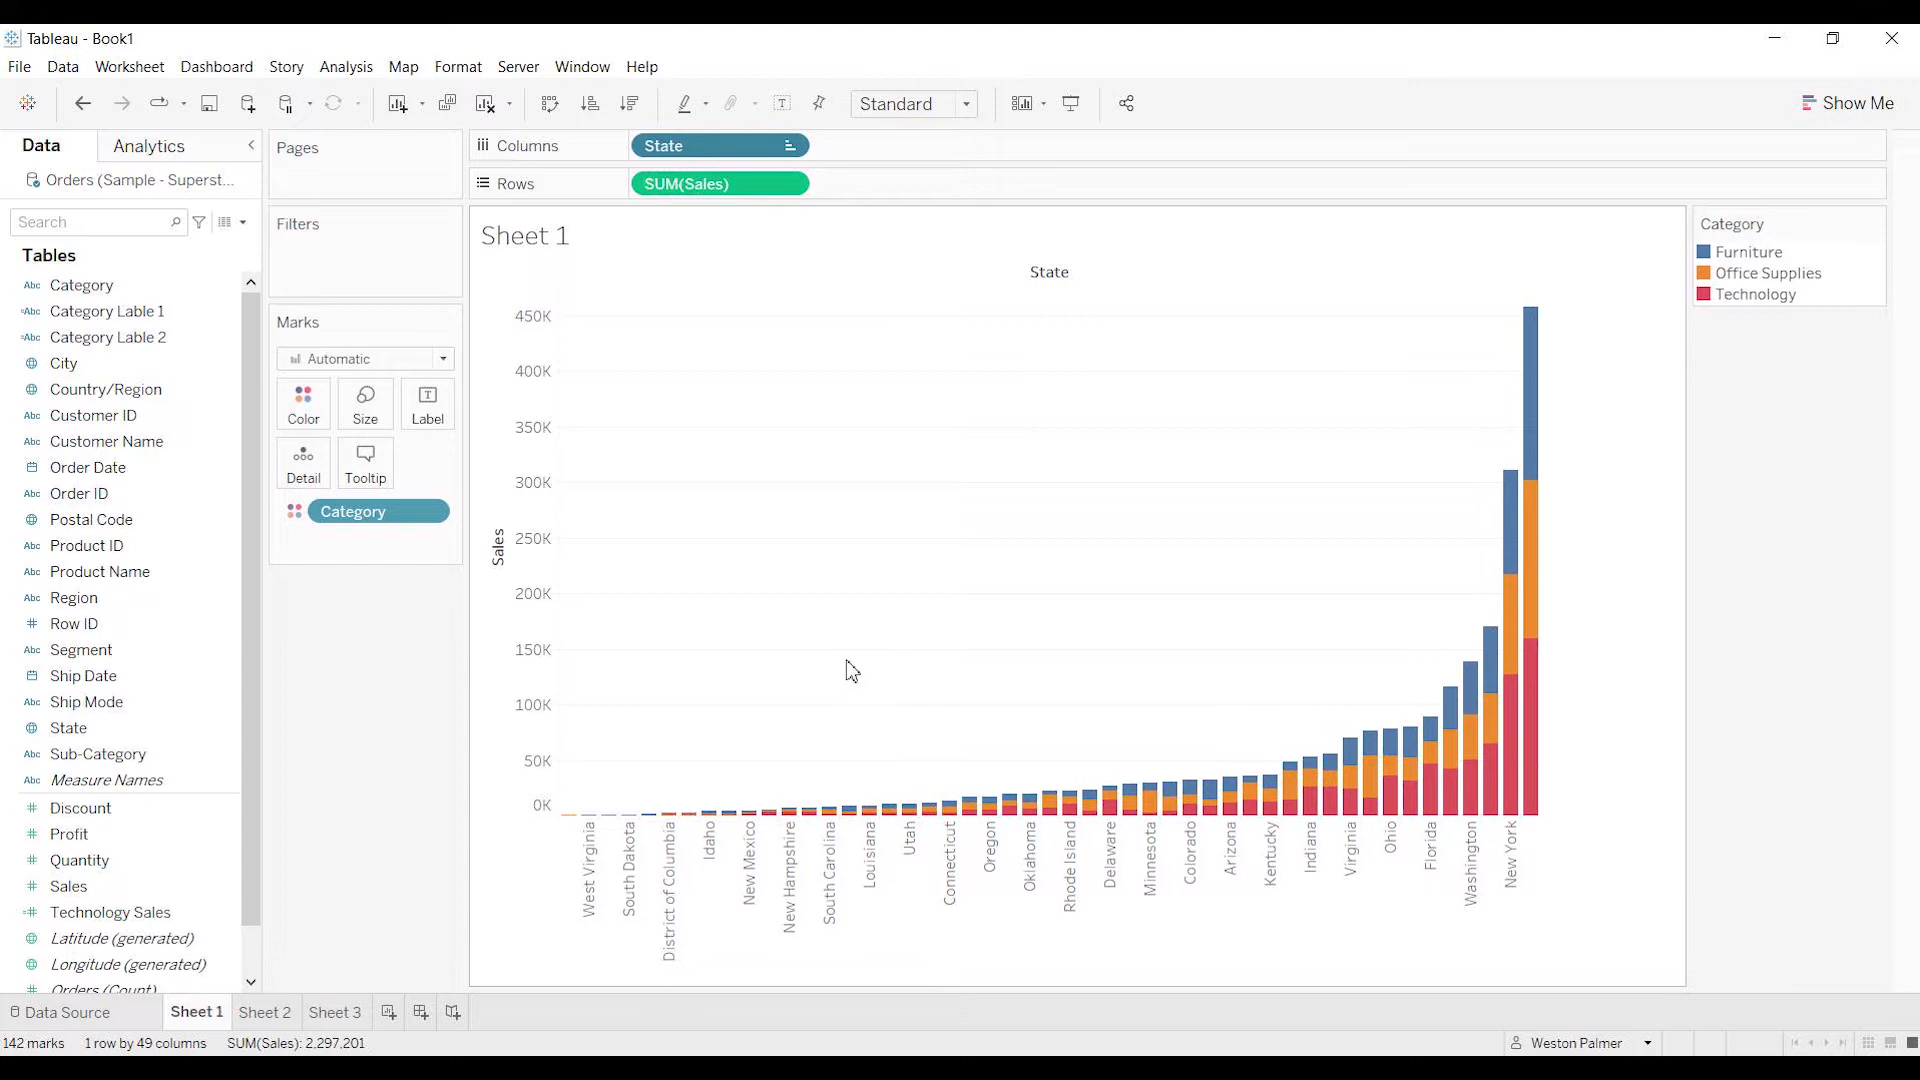 Tableau - Book1
File Data Worksheet Dashboard Story Analysis Map Format Server Window Help
Standard
Show Me
Data Analytics
Pages
Columns State
Orders (Sample - Superst...
Rows SUM(Sales)
Search
Filters
Tables
Category
Category Lable 1
Category Lable 2
City
Country/Region
Customer ID
Customer Name
Order Date
Order ID
Postal Code
Product ID
Product Name
Region
Row ID
Segment
Ship Date
Ship Mode
State
Sub-Category
Measure Names
Discount
Profit
Quantity
Sales
Technology Sales
Latitude (generated)
Longitude (generated)
Orders (Count)
Marks
Automatic
Color Size Label
Detail Tooltip
Category
Sheet 1
State
450K
400K
350K
300K
250K
200K
150K
100K
50K
0K
Sales
West Virginia
South Dakota
District of Columbia
Idaho
New Mexico
New Hampshire
South Carolina
Louisiana
Utah
Connecticut
Oregon
Oklahoma
Rhode Island
Delaware
Minnesota
Colorado
Arizona
Kentucky
Indiana
Virginia
Ohio
Florida
Washington
New York
Category
Furniture
Office Supplies
Technology
Data Source Sheet 1 Sheet 2 Sheet 3
142 marks 1 row by 49 columns SUM(Sales): 2,297,201
Weston Palmer